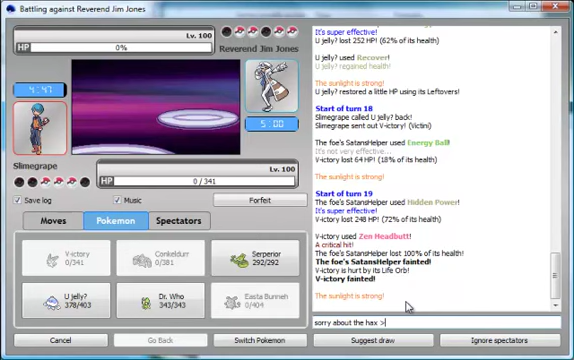 Battling against Reverend Jim Jones
Lv. 100
HP
0%
Reverend Jim Jones
4:47
5:00
Slimegrape
Lv. 100
HP
0 / 341
Save log
Music
Forfeit
Moves
Pokemon
Spectators
V-ictory
0/341
Conkeldurr
0/381
Serperior
292/292
U jelly?
378/403
Dr. Who
343/343
Easta Bunneh
0/404
Cancel
Go Back
Switch Pokemon
It's super effective!
U jelly? lost 252 HP! (62% of its health)
U jelly? used Recover!
U jelly? regained health!
The sunlight is strong!
U jelly? restored a little HP using its Leftovers!
Start of turn 18
Slimegrape called U jelly? back!
Slimegrape sent out V-ictory! (Victini)
The foe's SatansHelper used Energy Ball!
It's not very effective...
V-ictory lost 64 HP! (18% of its health)
The sunlight is strong!
Start of turn 19
The foe's SatansHelper used Hidden Power!
It's super effective!
V-ictory lost 248 HP! (72% of its health)
V-ictory used Zen Headbutt!
A critical hit!
The foe's SatansHelper lost 100% of its health!
The foe's SatansHelper fainted!
V-ictory is hurt by its Life Orb!
V-ictory fainted!
The sunlight is strong!
sorry about the hax >
Suggest draw
Ignore spectators